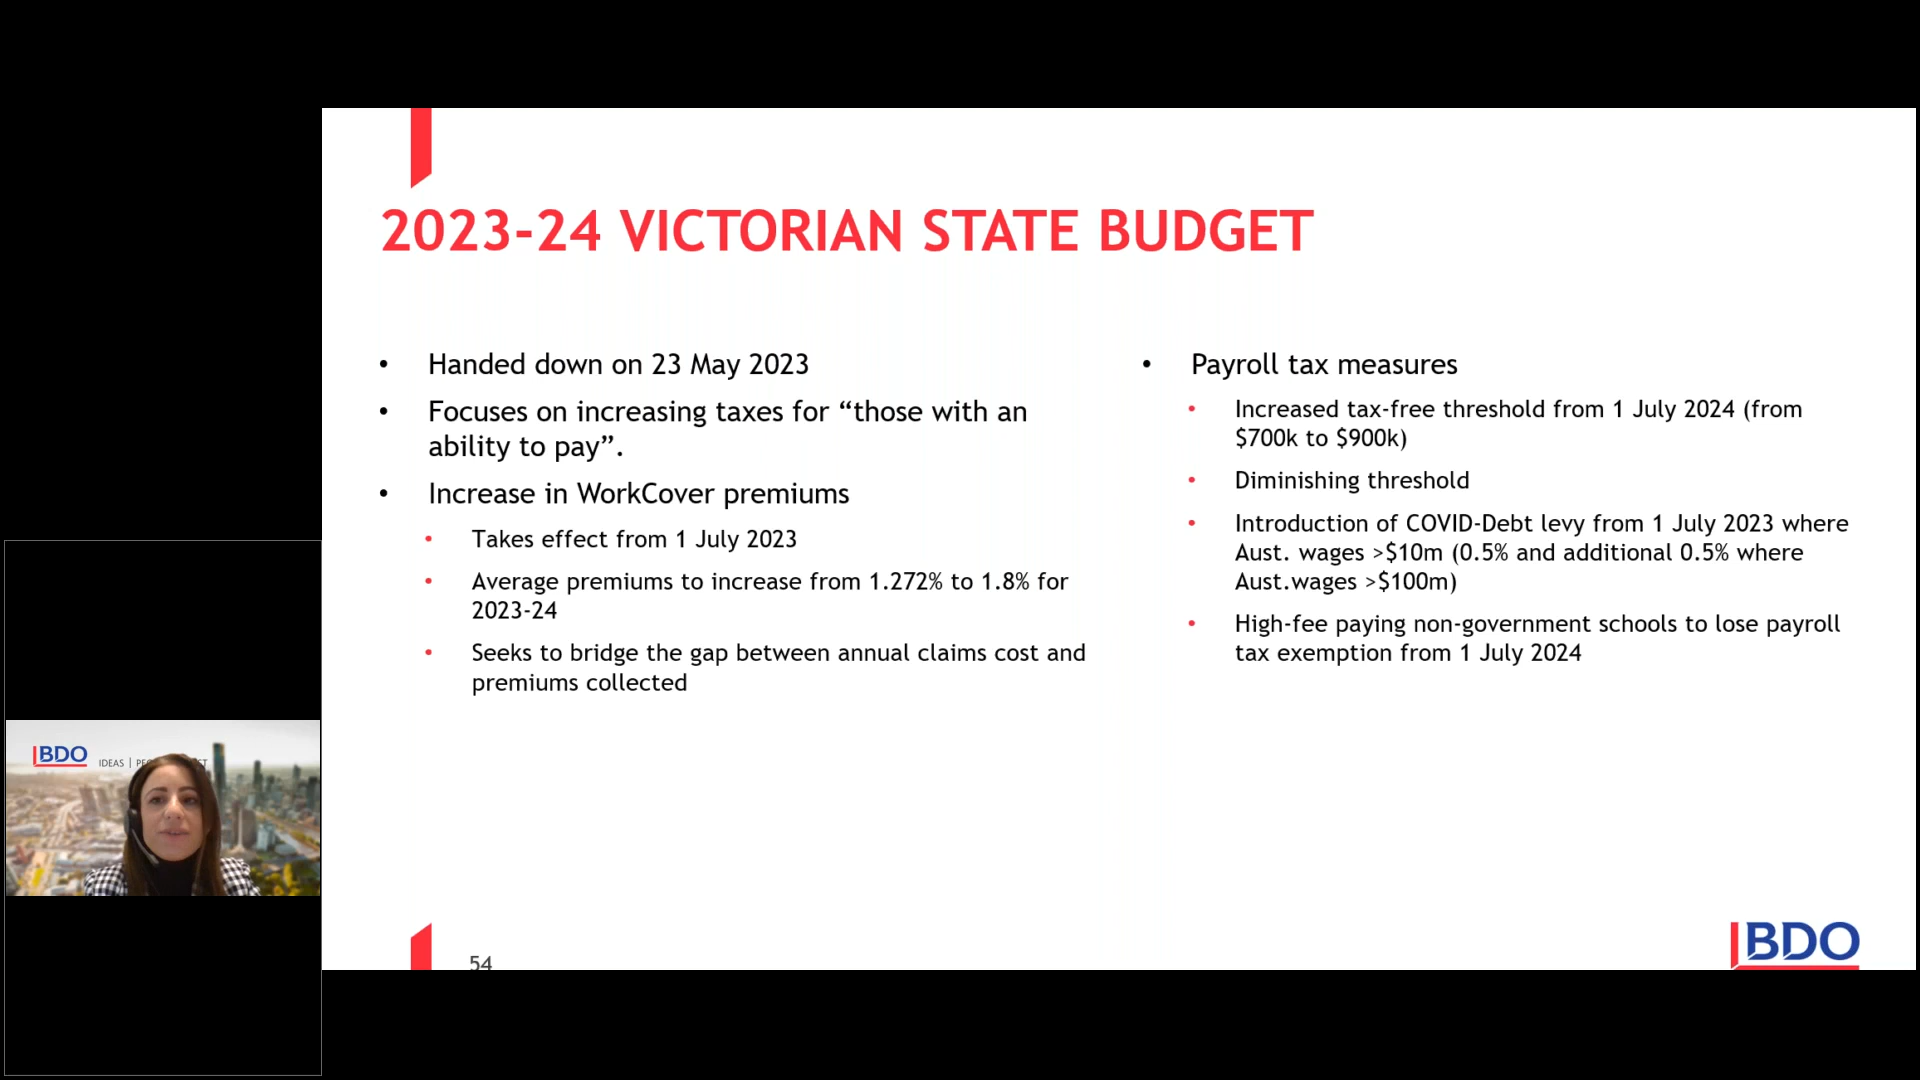 2023-24 VICTORIAN STATE BUDGET
• Handed down on 23 May 2023
• Focuses on increasing taxes for “those with an
ability to pay”.
• Increase in WorkCover premiums
• Takes effect from 1 July 2023
• Average premiums to increase from 1.272% to 1.8% for
2023-24
• Seeks to bridge the gap between annual claims cost and
premiums collected
• Payroll tax measures
• Increased tax-free threshold from 1 July 2024 (from
$700k to $900k)
• Diminishing threshold
• Introduction of COVID-Debt levy from 1 July 2023 where
Aust. wages >$10m (0.5% and additional 0.5% where
Aust.wages >$100m)
• High-fee paying non-government schools to lose payroll
tax exemption from 1 July 2024
BDO
IDEAS |
54
BDO